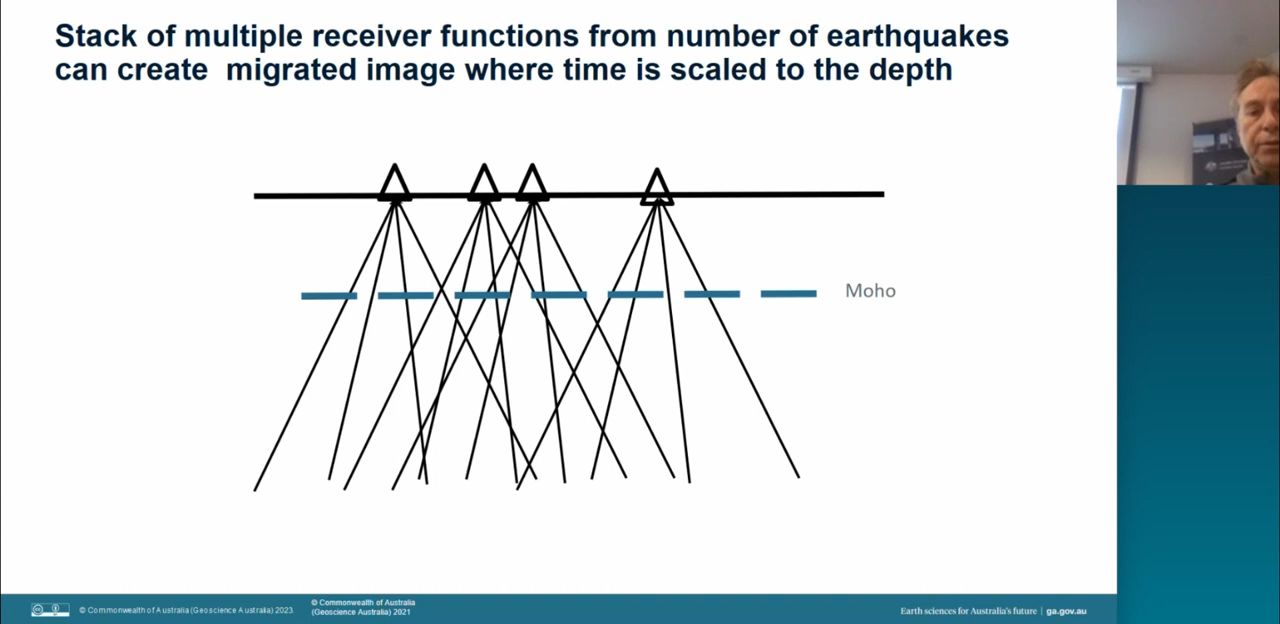 Stack of multiple receiver functions from number of earthquakes
can create migrated image where time is scaled to the depth
Moho
© Commonwealth of Australia (Geoscience Australia) 2023
© Commonwealth of Australia
(Geoscience Australia) 2021
Earth sciences for Australia's future | ga.gov.au